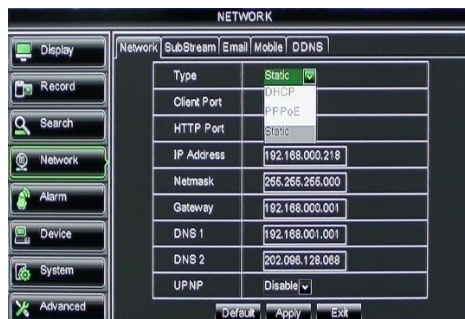 NETWORK
Display
Record
Search
Network
Alarm
Device
System
Advanced
Network SubStream Email Mobile DDNS
Type Static
DHCP
PPPoE
Static
Client Port
HTTP Port
IP Address 192.168.000.218
Netmask 255.255.255.000
Gateway 192.168.000.001
DNS 1 192.168.001.001
DNS 2 202.096.128.068
UPNP Disable
Default Apply Exit